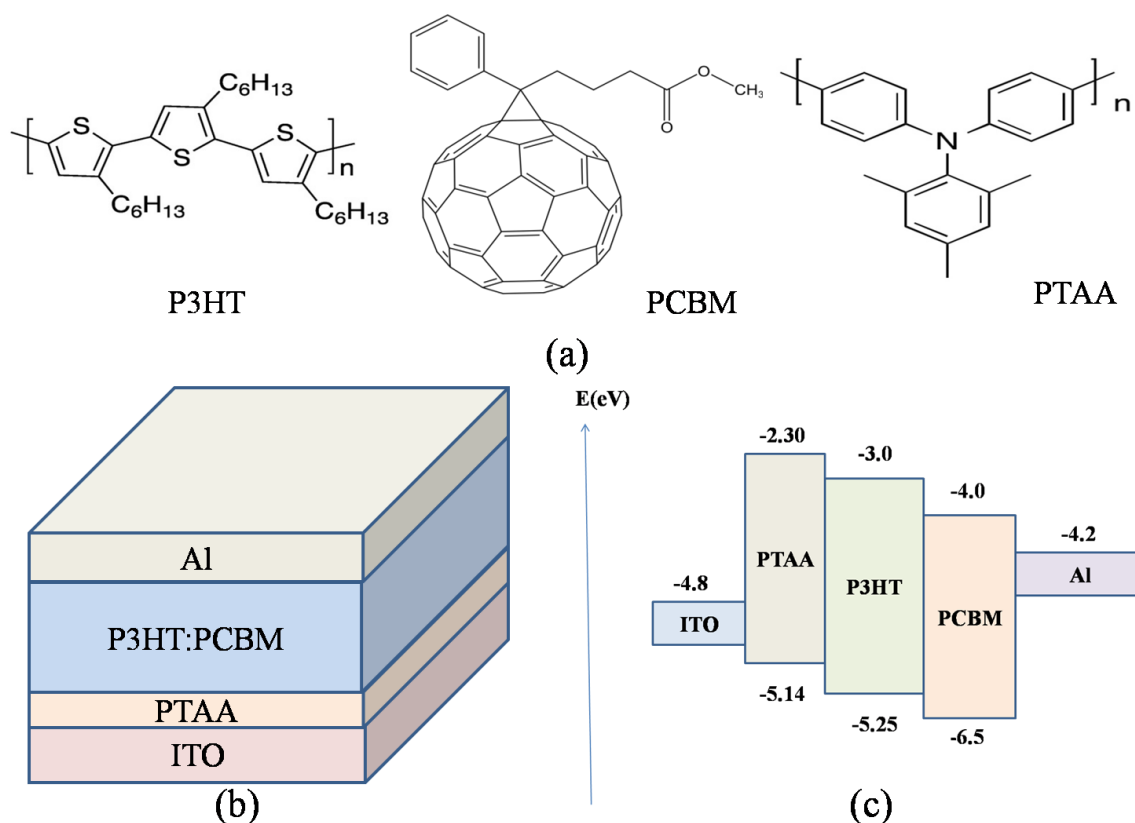 C6H13
S
S
S
n
C6H13
C6H13
P3HT
O
CH3
O
PCBM
n
N
PTAA
(a)
Al
P3HT:PCBM
PTAA
ITO
(b)
E(eV)
-2.30
-3.0
-4.0
-4.2
PTAA
Al
-4.8
P3HT
ITO
PCBM
-5.14
-5.25
-6.5
(c)